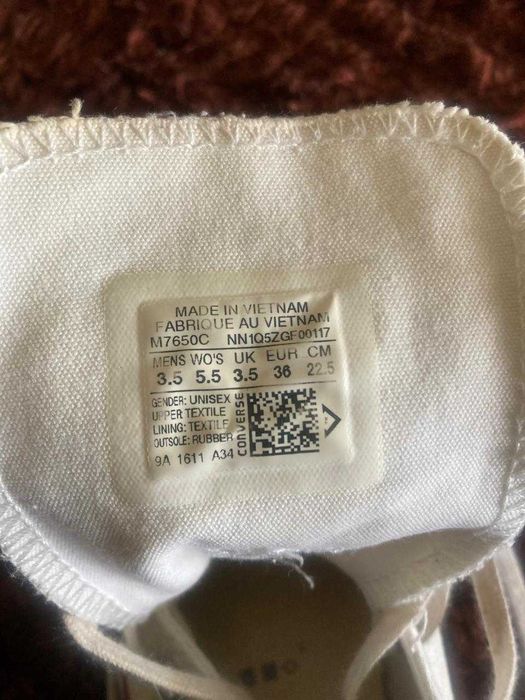 MADE IN VIETNAM
FABRIQUE AU VIETNAM
M7650C NN1Q5ZGF00117
MENS WO'S UK EUR CM
3.5 5.5 3.5 36 22.5
GENDER: UNISEX
UPPER TEXTILE
LINING: TEXTILE
OUTSOLE: RUBBER
CONVERSE
9A 1611 A34